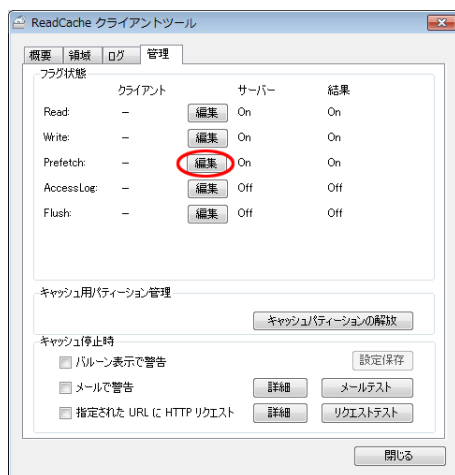 ReadCache クライアントツール
概要 領域 ログ 管理
フラグ状態
クライアント サーバー 結果
Read: − 編集 On On
Write: − 編集 On On
Prefetch: − 編集 On On
AccessLog: − 編集 Off Off
Flush: − 編集 Off Off
キャッシュ用パティーション管理
キャッシュパティーションの解放
キャッシュ停止時
バルーン表示で警告 設定保存
メールで警告 詳細 メールテスト
指定された URL に HTTP リクエスト 詳細 リクエストテスト
閉じる